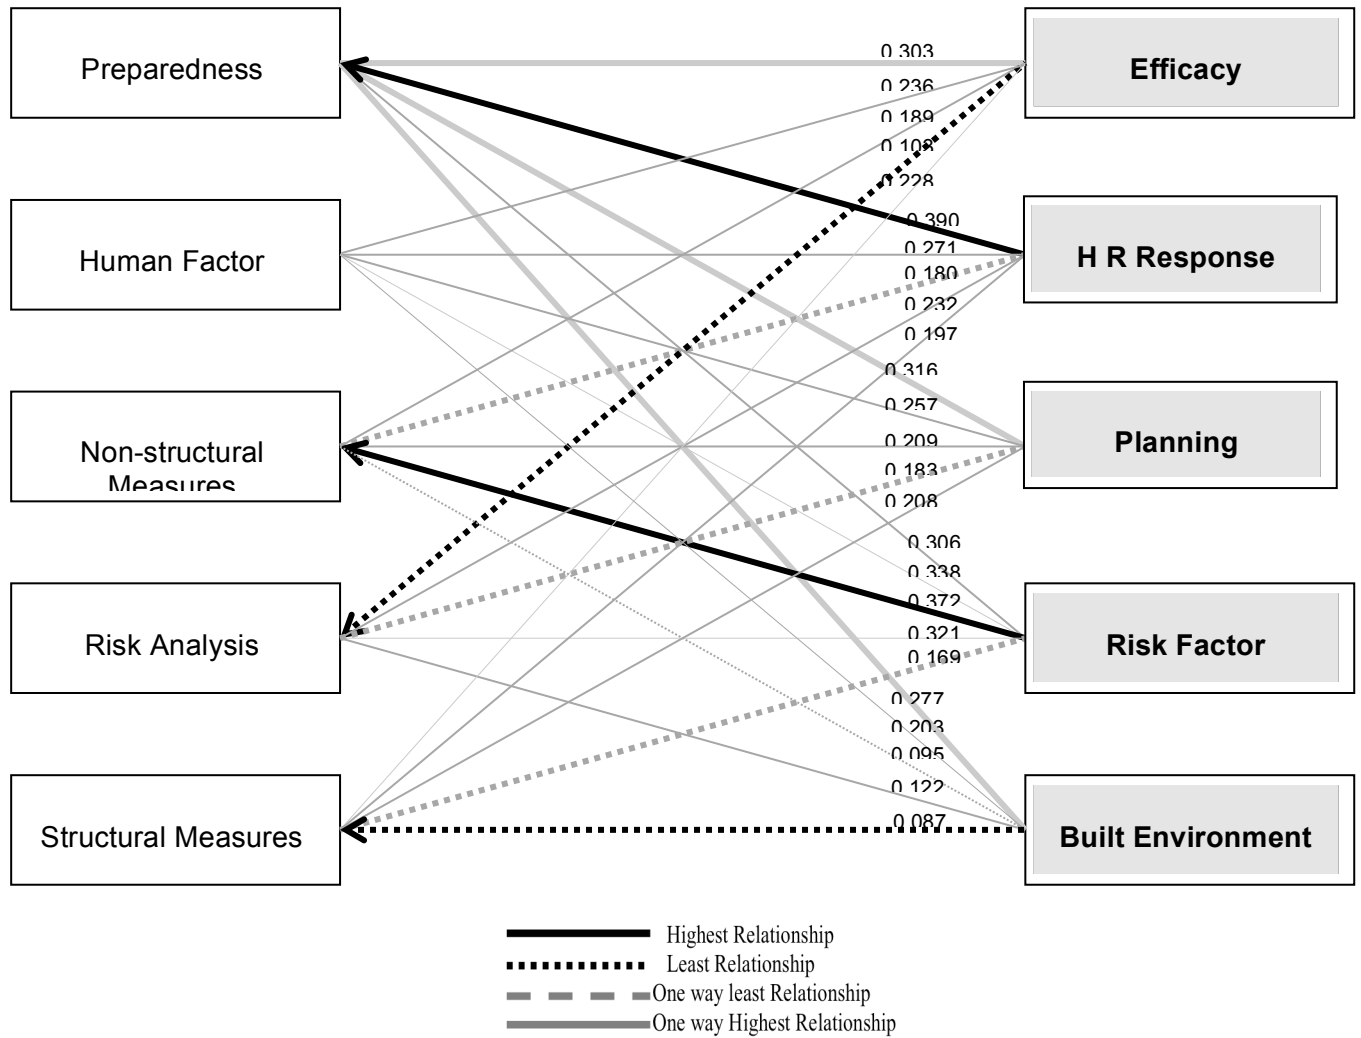 Preparedness
Human Factor
Non-structural
Measures
Risk Analysis
Structural Measures
0.303
0.236
0.189
0.108
0.228
0.390
0.271
0.180
0.232
0.197
0.316
0.257
0.209
0.183
0.208
0.306
0.338
0.372
0.321
0.169
0.277
0.203
0.095
0.122
0.087
Efficacy
H R Response
Planning
Risk Factor
Built Environment
Highest Relationship
Least Relationship
One way least Relationship
One way Highest Relationship